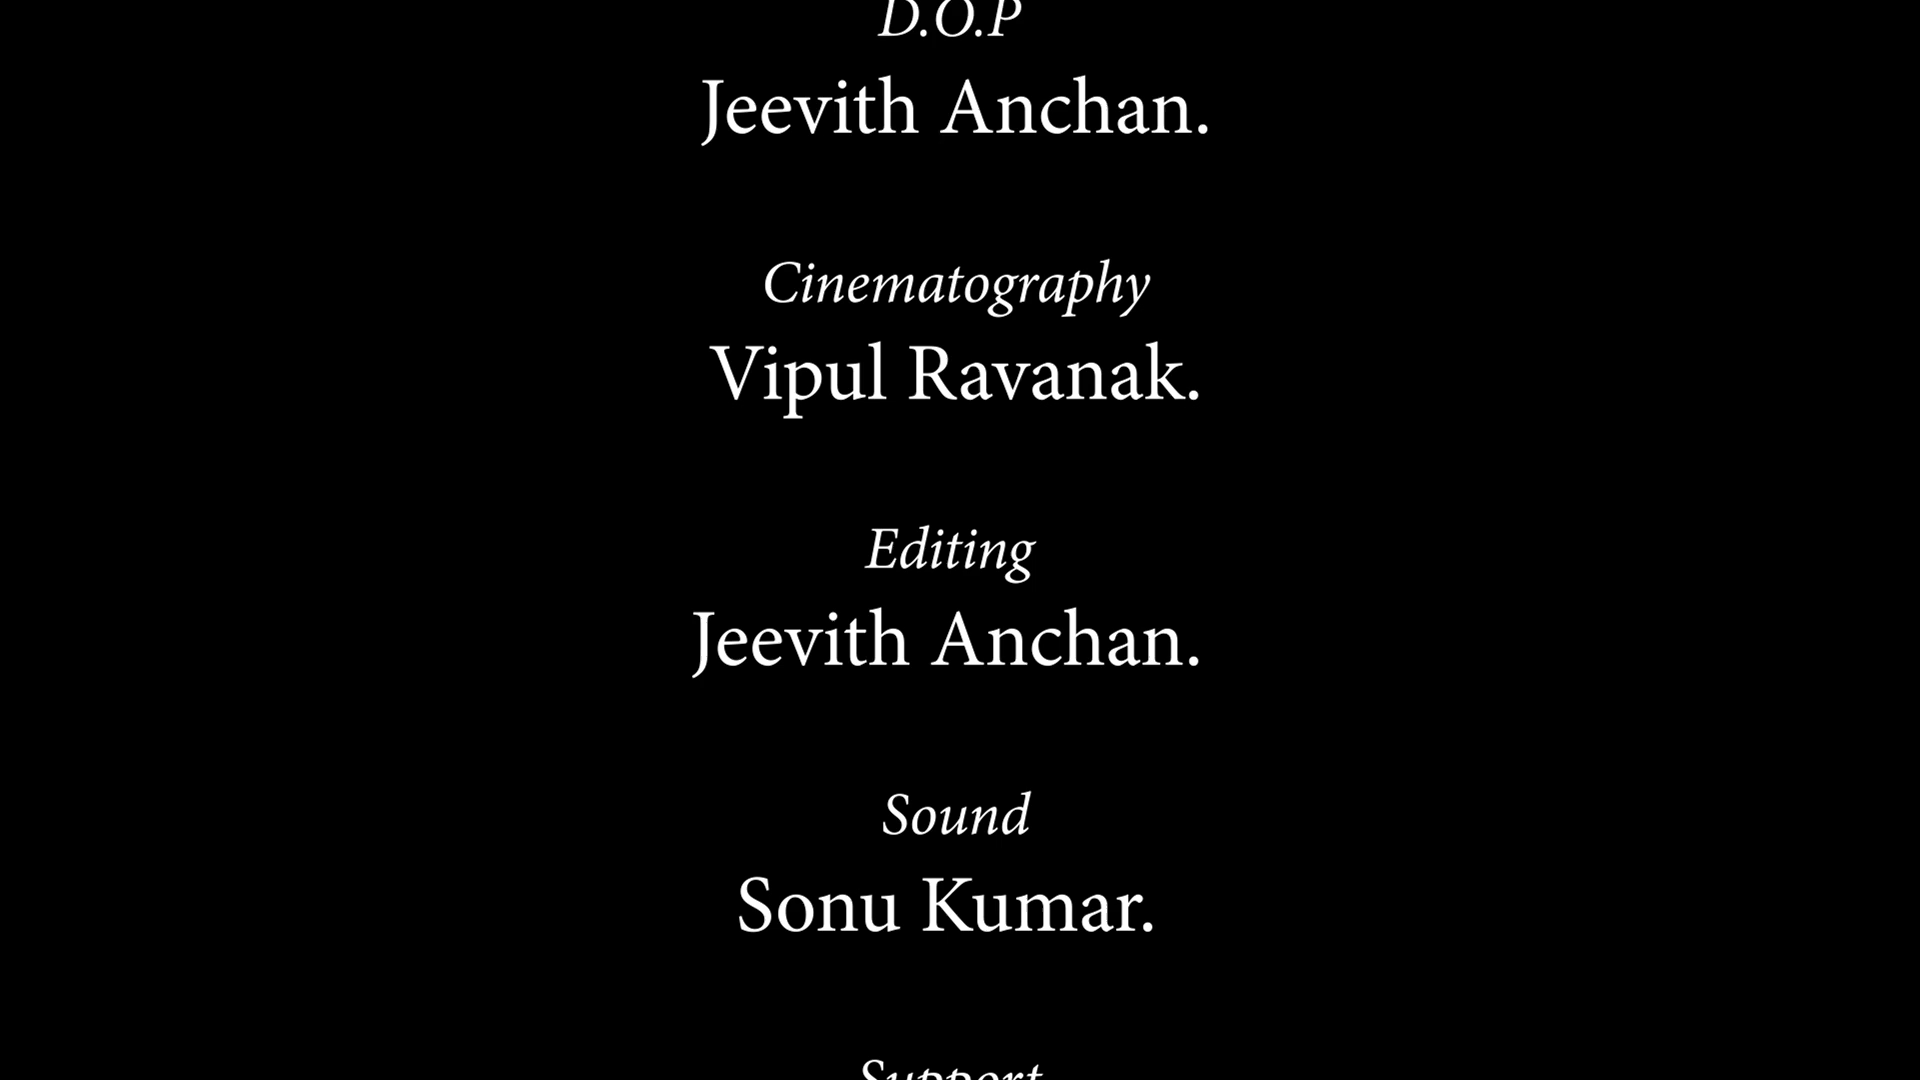 D.O.P
Jeevith Anchan.
Cinematography
Vipul Ravanak.
Editing
Jeevith Anchan.
Sound
Sonu Kumar.
Support